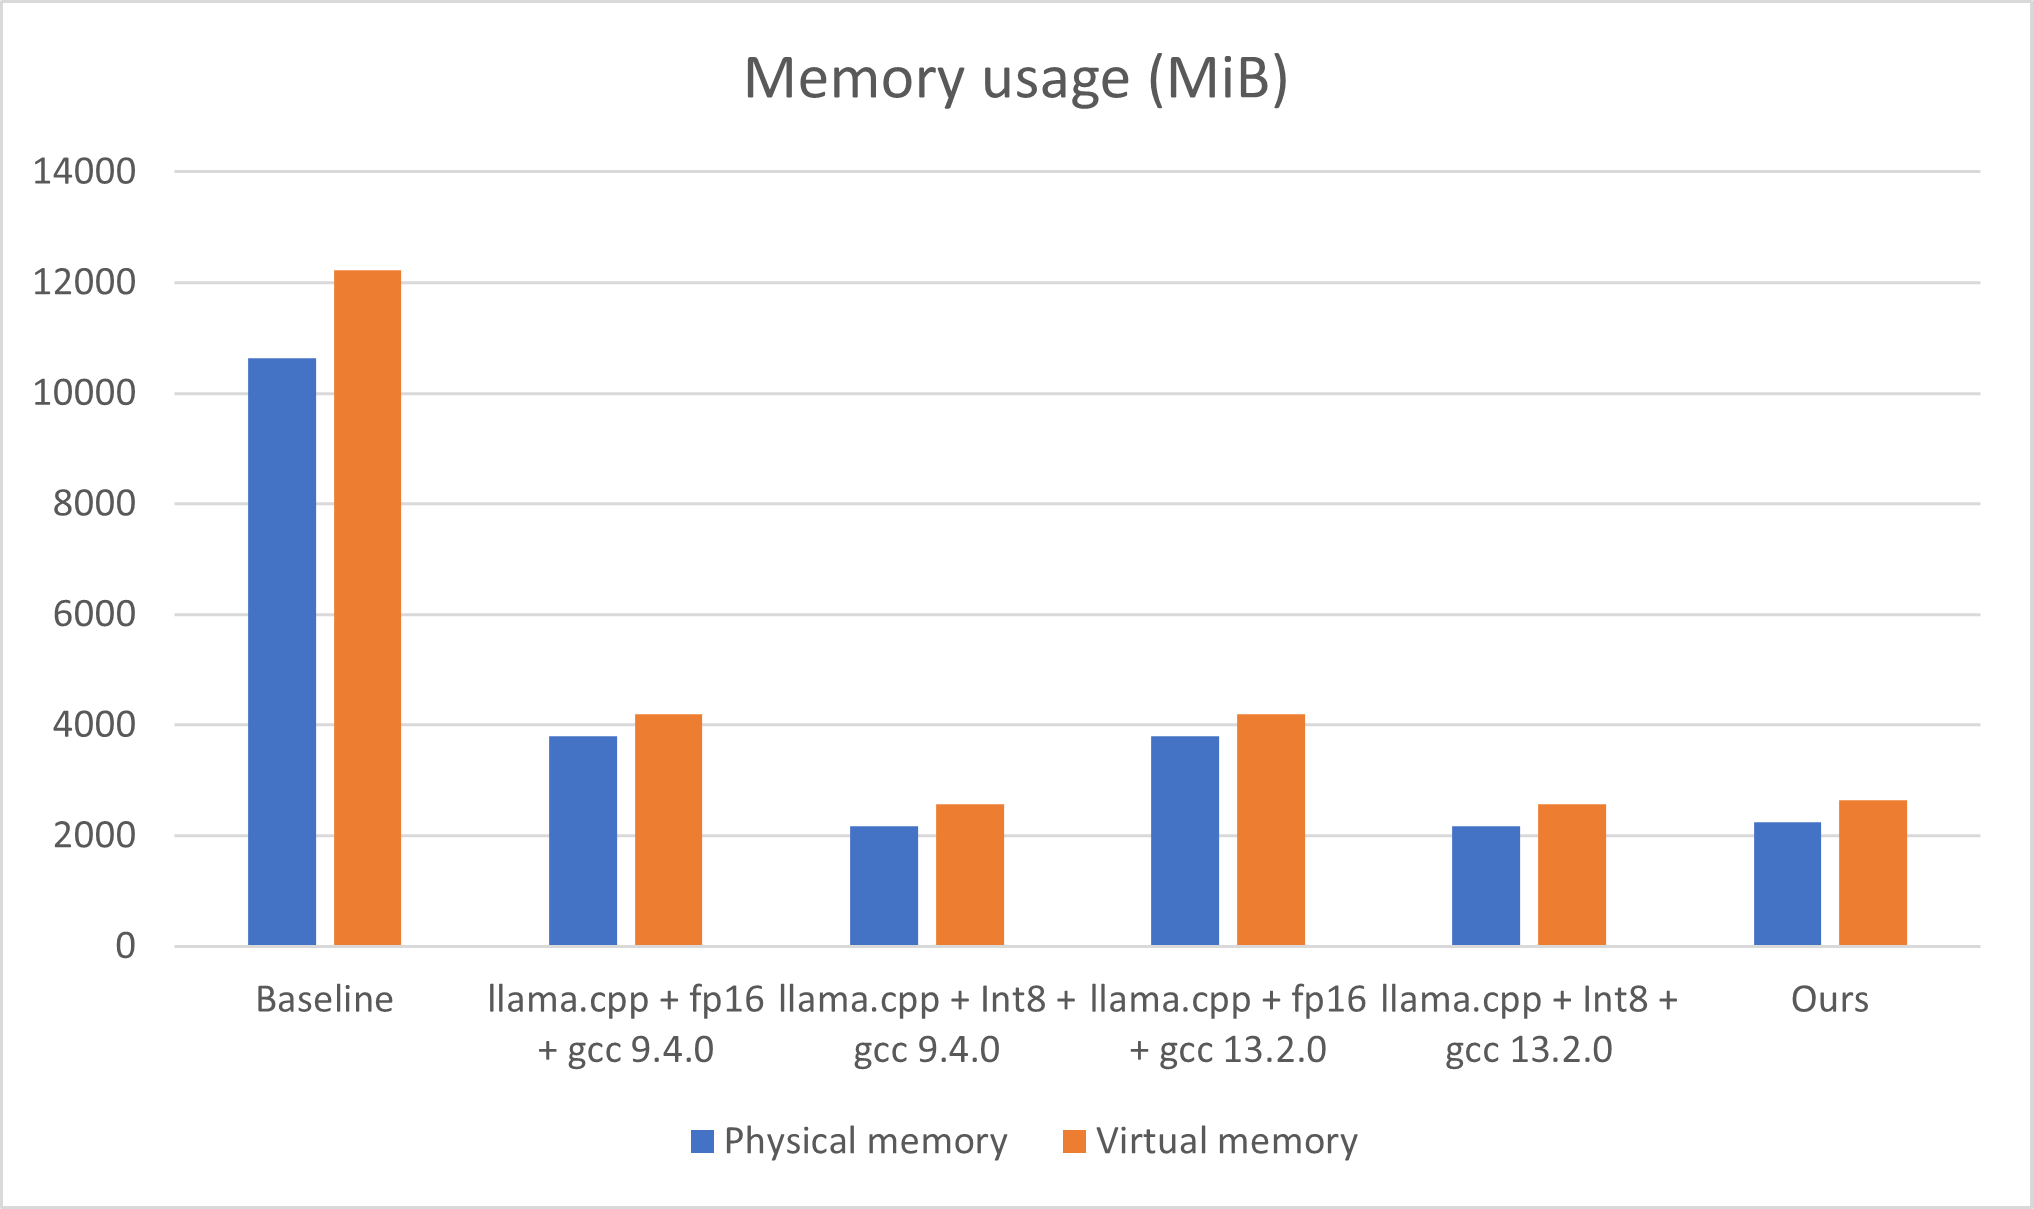 Memory usage (MiB)
14000
12000
10000
8000
6000
4000
2000
0
Baseline
llama.cpp + fp16
+ gcc 9.4.0
llama.cpp + Int8 +
gcc 9.4.0
llama.cpp + fp16
+ gcc 13.2.0
llama.cpp + Int8 +
gcc 13.2.0
Ours
Physical memory
Virtual memory